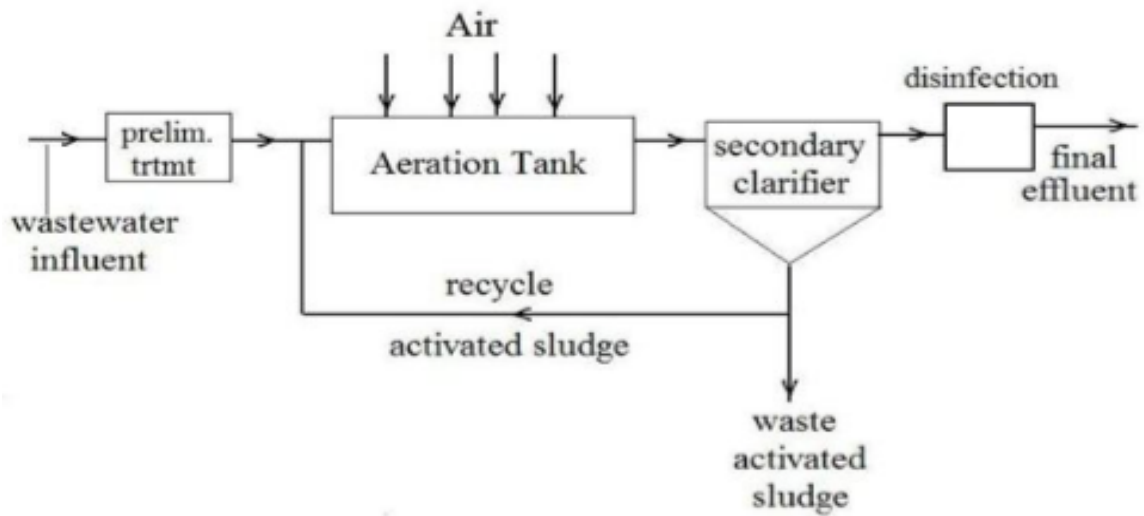 Air
disinfection
prelim.
trtmt
Aeration Tank
secondary
clarifier
final
effluent
wastewater
influent
recycle
activated sludge
waste
activated
sludge